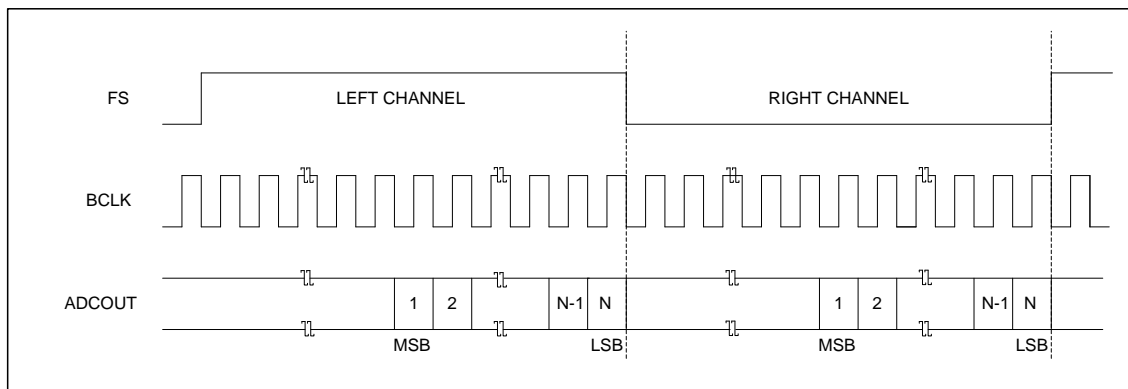 FS
LEFT CHANNEL
RIGHT CHANNEL
BCLK
ADCOUT
1 2 N-1 N 1 2 N-1 N
MSB LSB MSB LSB